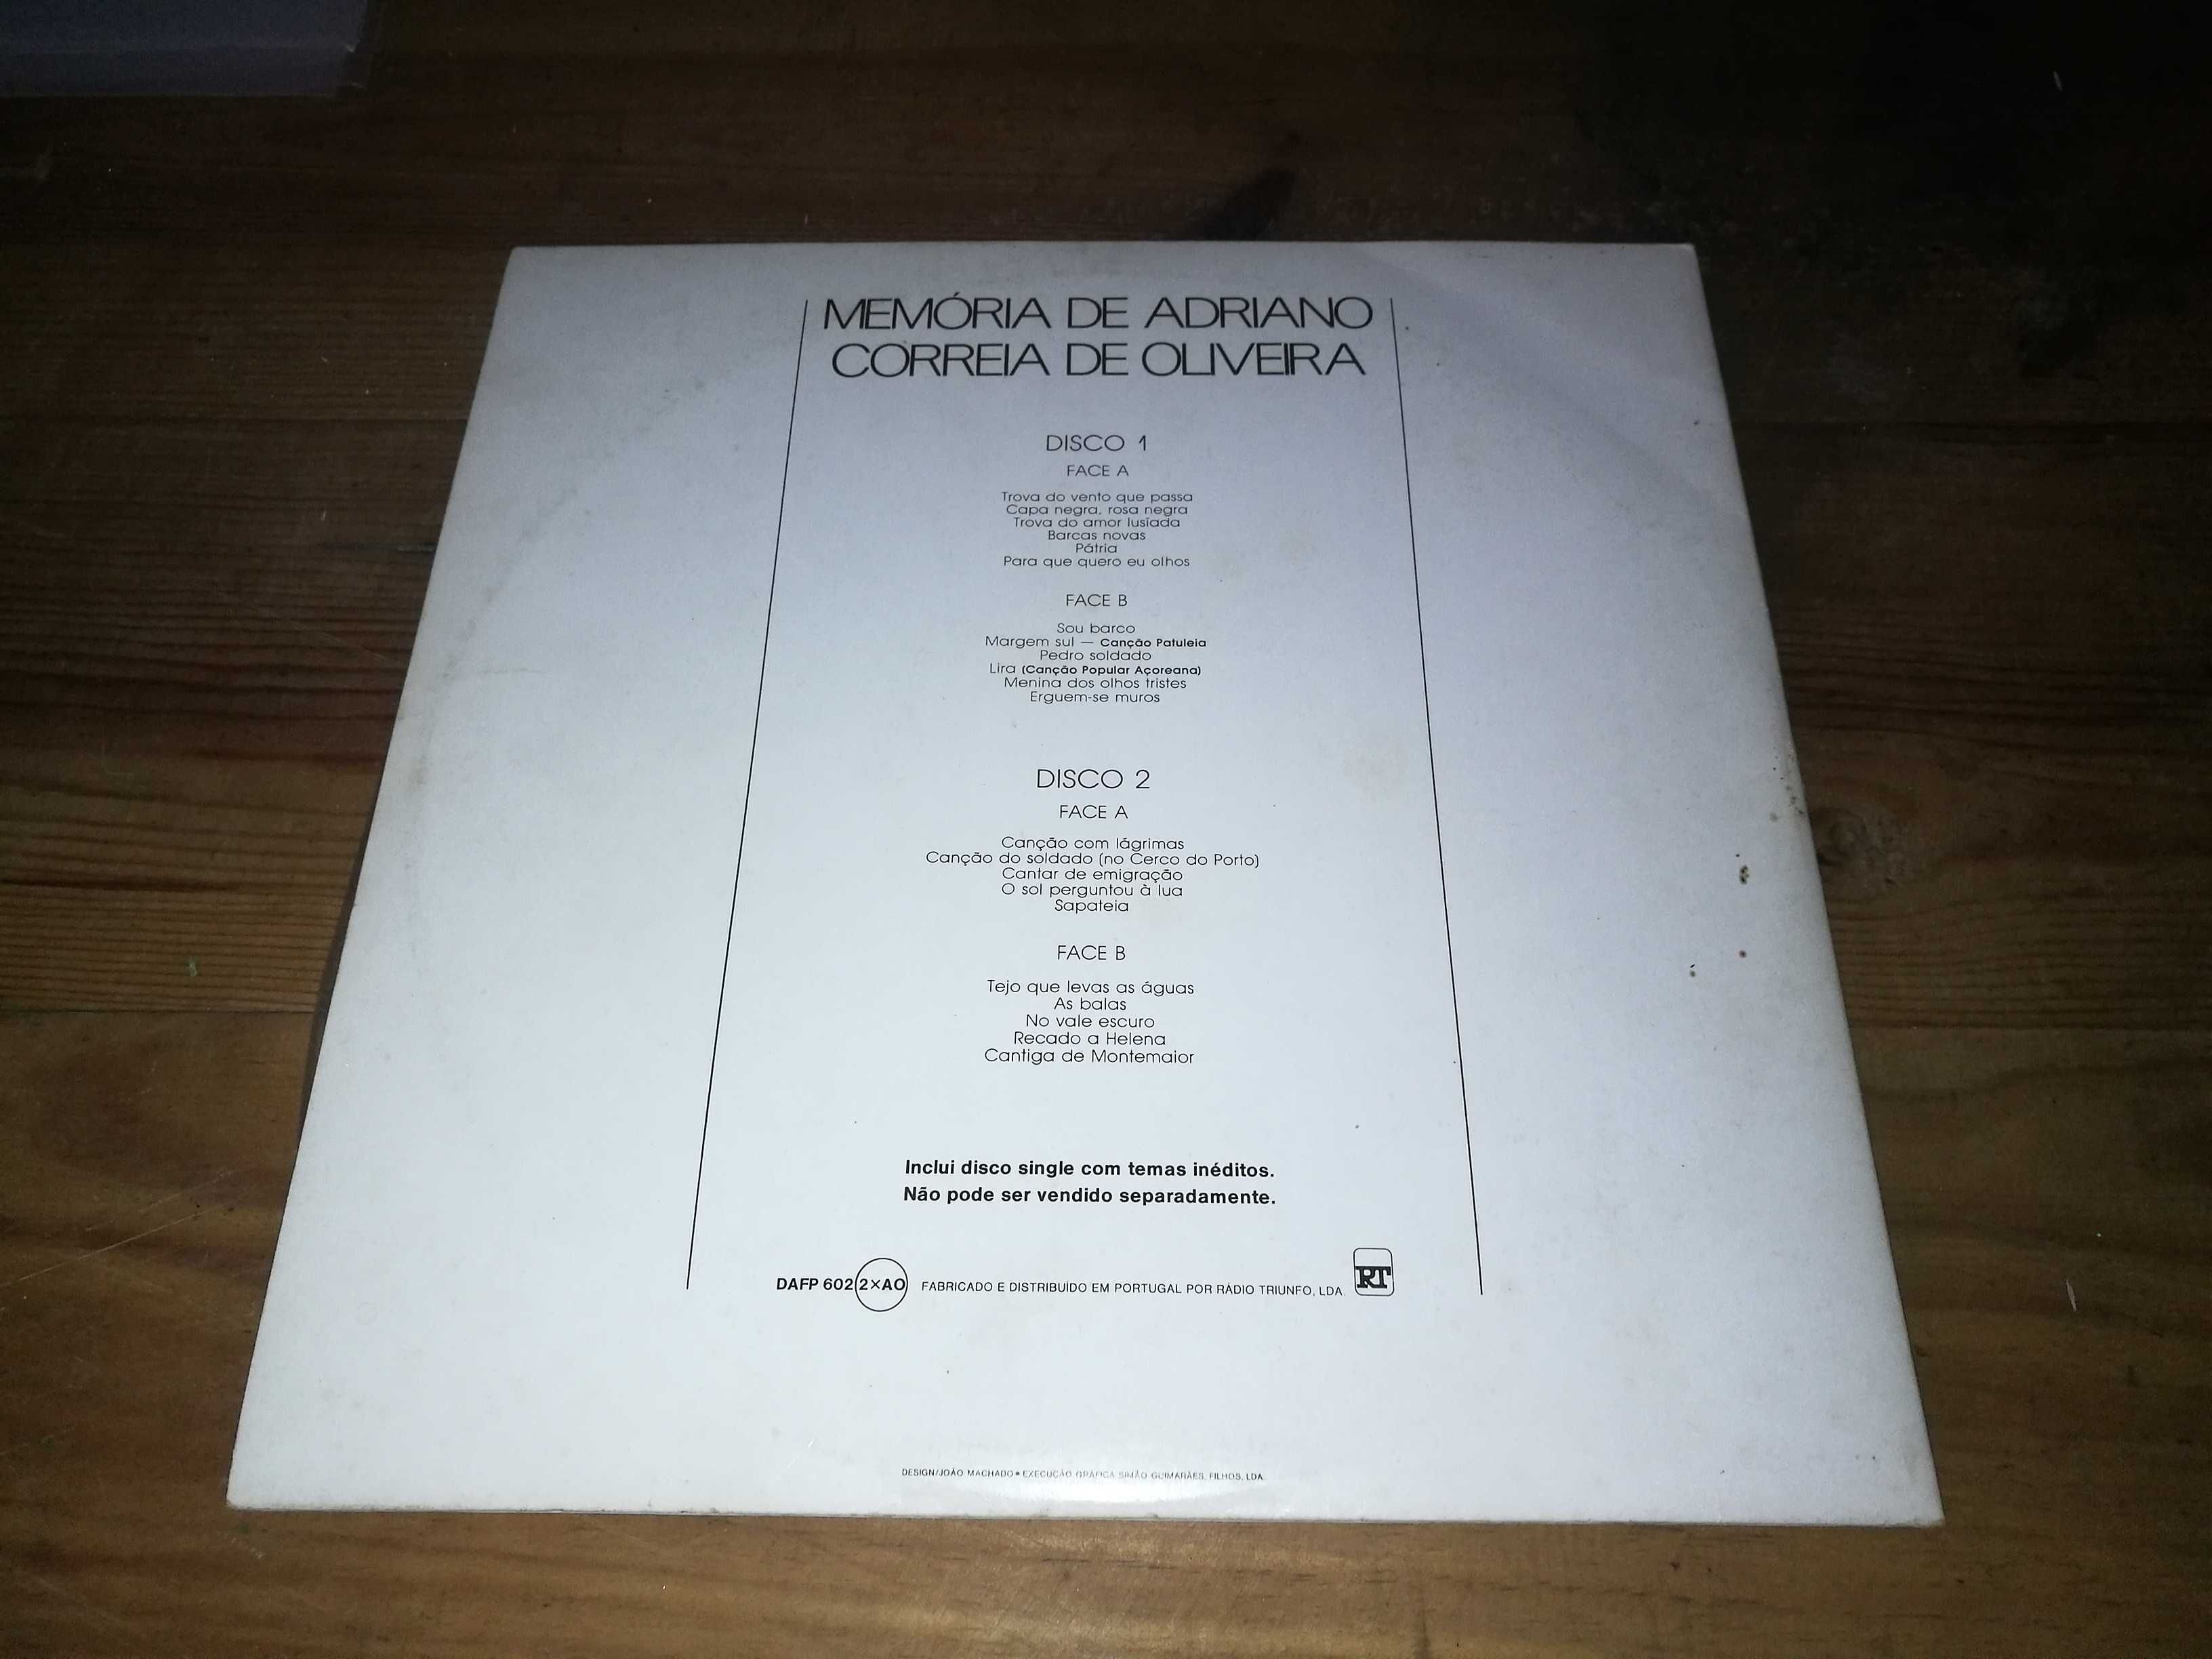 MEMÓRIA DE ADRIANO
CORREIA DE OLIVEIRA
DISCO 1
FACE A
Trova do vento que passa
Capa negra, rosa negra
Trova do amor lusíada
Barcas novas
Pátria
Para que quero eu olhos
FACE B
Sou barco
Margem sul — Canção Patuleia
Pedro soldado
Lira (Canção Popular Açoreana)
Menina dos olhos tristes
Erguem-se muros
DISCO 2
FACE A
Canção com lágrimas
Canção do soldado (no Cerco do Porto)
Cantar de emigração
O sol perguntou à lua
Sapateia
FACE B
Tejo que levas as águas
As balas
No vale escuro
Recado a Helena
Cantiga de Montemaior
Inclui disco single com temas inéditos.
Não pode ser vendido separadamente.
DAFP 602 2×AO FABRICADO E DISTRIBUÍDO EM PORTUGAL POR RÁDIO TRIUNFO, LDA. RT
DESIGN/JOÃO MACHADO • EXECUÇÃO GRÁFICA SIMÃO GUIMARÃES, FILHOS, LDA.